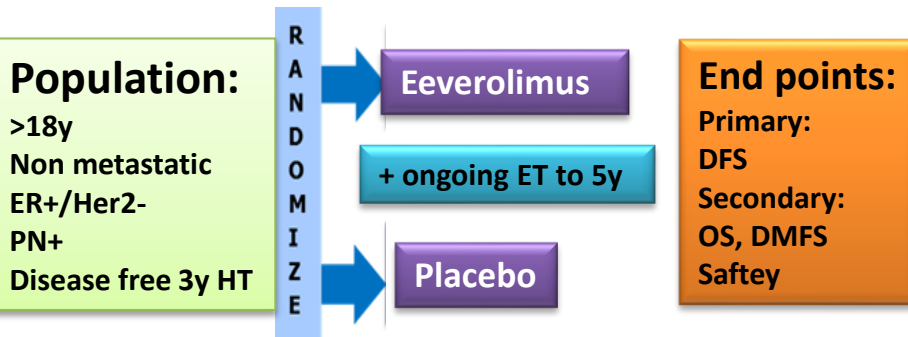 Population:
>18y
Non metastatic
ER+/Her2-
PN+
Disease free 3y HT
R
A
N
D
O
M
I
Z
E
Eeverolimus
+ ongoing ET to 5y
Placebo
End points:
Primary:
DFS
Secondary:
OS, DMFS
Saftey